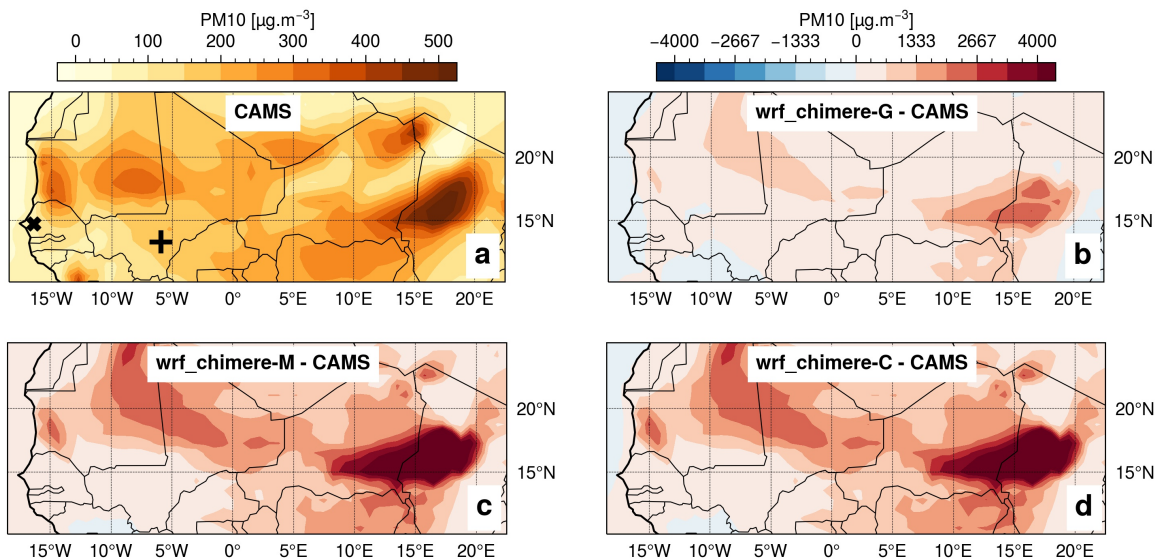 PM10 [µg.m⁻³]
0 100 200 300 400 500
CAMS
a
15°W 10°W 5°W 0° 5°E 10°E 15°E 20°E
PM10 [µg.m⁻³]
−4000 −2667 −1333 0 1333 2667 4000
wrf_chimere-G - CAMS
20°N
15°N
b
15°W 10°W 5°W 0° 5°E 10°E 15°E 20°E
20°N
15°N
wrf_chimere-M - CAMS
20°N
15°N
c
15°W 10°W 5°W 0° 5°E 10°E 15°E 20°E
wrf_chimere-C - CAMS
20°N
15°N
d
15°W 10°W 5°W 0° 5°E 10°E 15°E 20°E